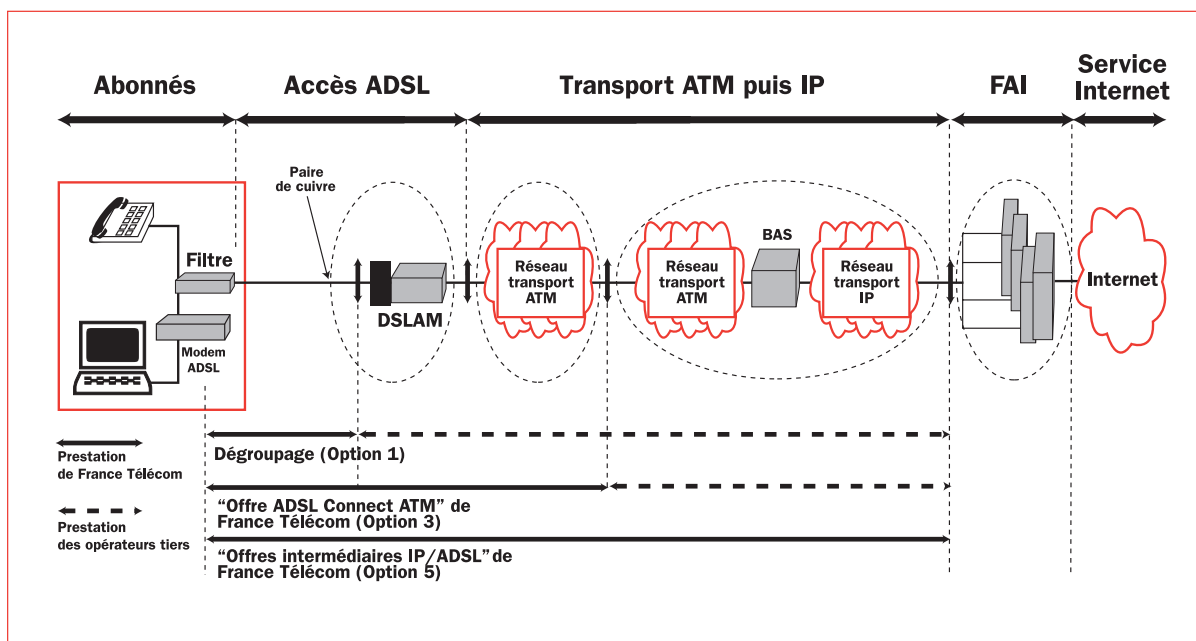 Abonnés
Accès ADSL
Transport ATM puis IP
FAI
Service
Internet
Paire
de cuivre
Filtre
Modem
ADSL
DSLAM
Réseau
transport
ATM
Réseau
transport
ATM
BAS
Réseau
transport
IP
Internet
Prestation
de France Télécom
Dégroupage (Option 1)
“Offre ADSL Connect ATM” de
France Télécom (Option 3)
Prestation
des opérateurs tiers
“Offres intermédiaires IP/ADSL” de
France Télécom (Option 5)